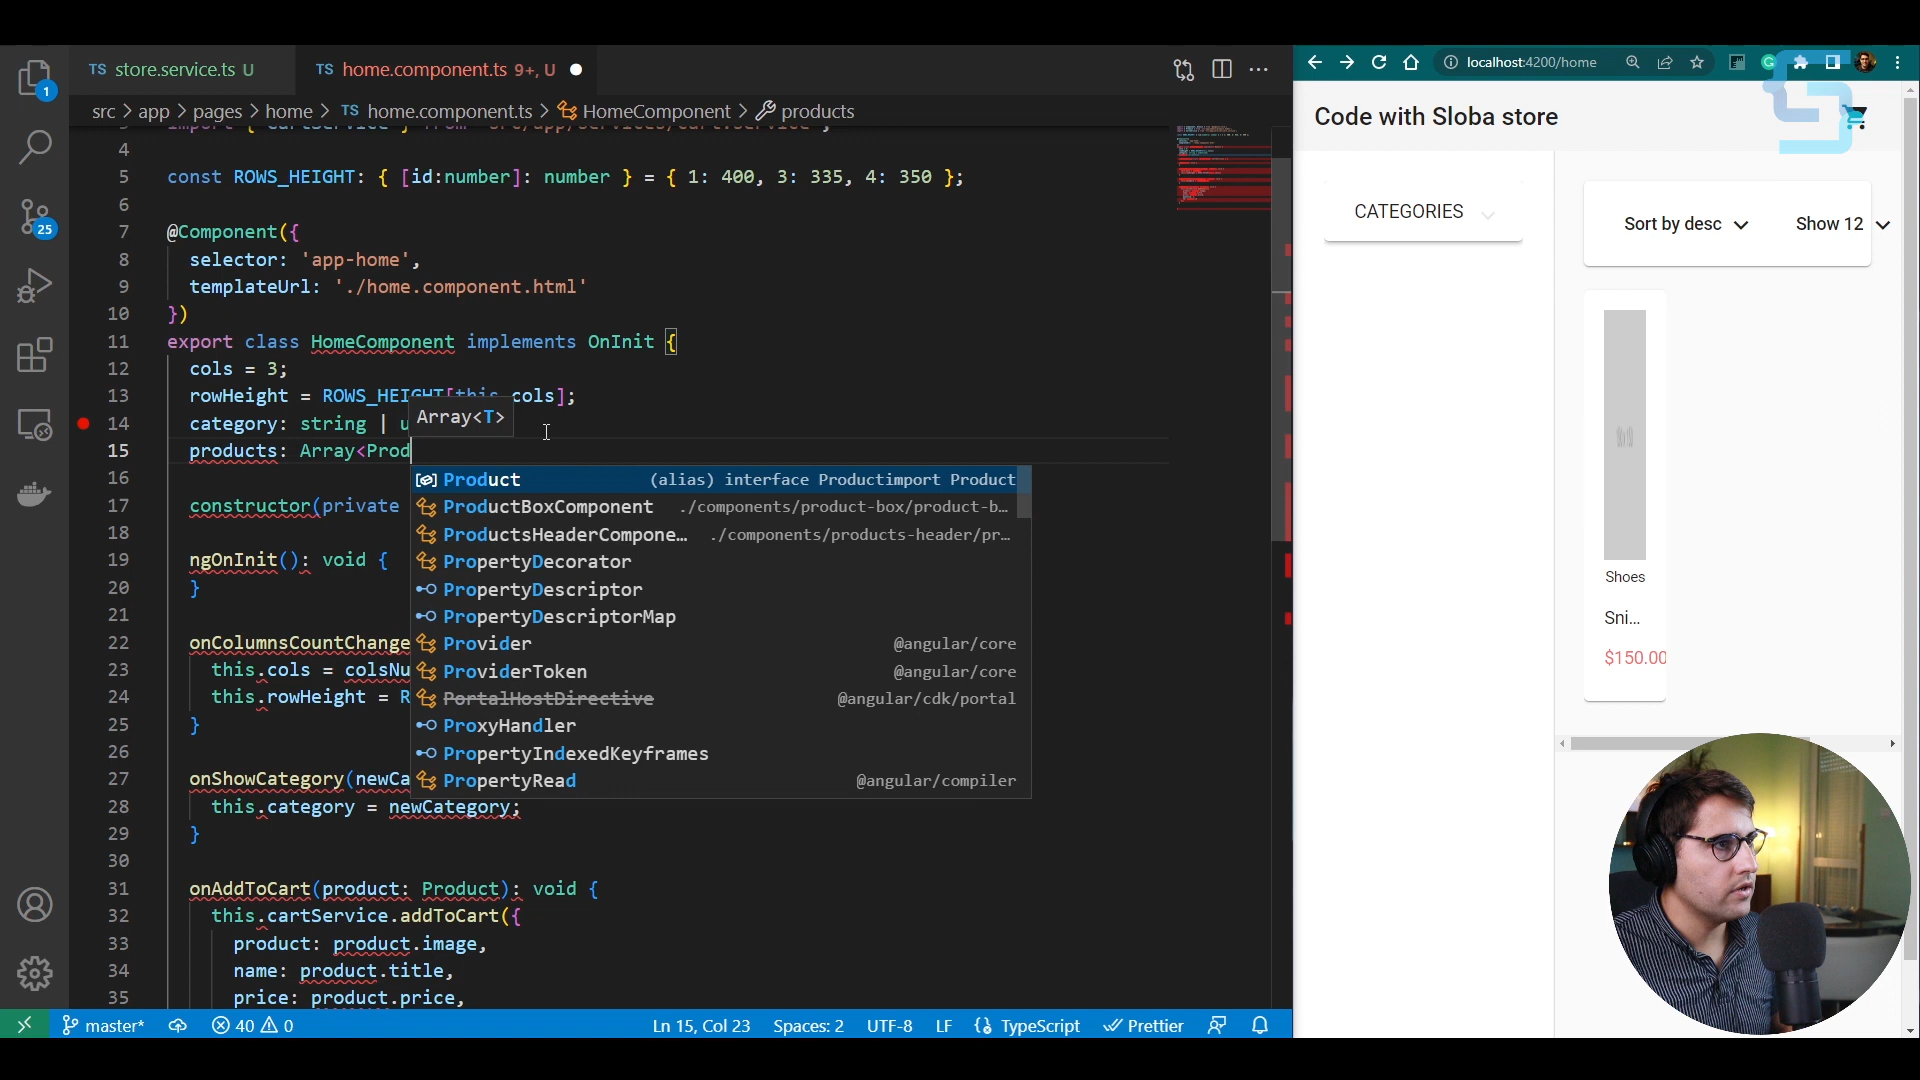 TS store.service.ts U
TS home.component.ts 9+, U
src > app > pages > home > TS home.component.ts > HomeComponent > products
1
25
4
5 const ROWS_HEIGHT: { [id:number]: number } = { 1: 400, 3: 335, 4: 350 };
6
7 @Component({
8 selector: 'app-home',
9 templateUrl: './home.component.html'
10 })
11 export class HomeComponent implements OnInit {
12 cols = 3;
13 rowHeight = ROWS_HEIGHT[this cols];
14 category: string | u
Array<T>
15 products: Array<Prod
16
Product (alias) interface Productimport Product
ProductBoxComponent ./components/product-box/product-b…
ProductsHeaderCompone… ./components/products-header/pr…
PropertyDecorator
PropertyDescriptor
PropertyDescriptorMap
Provider @angular/core
ProviderToken @angular/core
PortalHostDirective @angular/cdk/portal
ProxyHandler
PropertyIndexedKeyframes
PropertyRead @angular/compiler
17 constructor(private
18
19 ngOnInit(): void {
20 }
21
22 onColumnsCountChange
23 this.cols = colsNu
24 this.rowHeight = R
25 }
26
27 onShowCategory(newCa
28 this.category = newCategory;
29 }
30
31 onAddToCart(product: Product): void {
32 this.cartService.addToCart({
33 product: product.image,
34 name: product.title,
35 price: product.price,
master* 40 0 Ln 15, Col 23 Spaces: 2 UTF-8 LF TypeScript Prettier
localhost:4200/home
Code with Sloba store
CATEGORIES
Sort by desc Show 12
Shoes
Sni...
$150.00